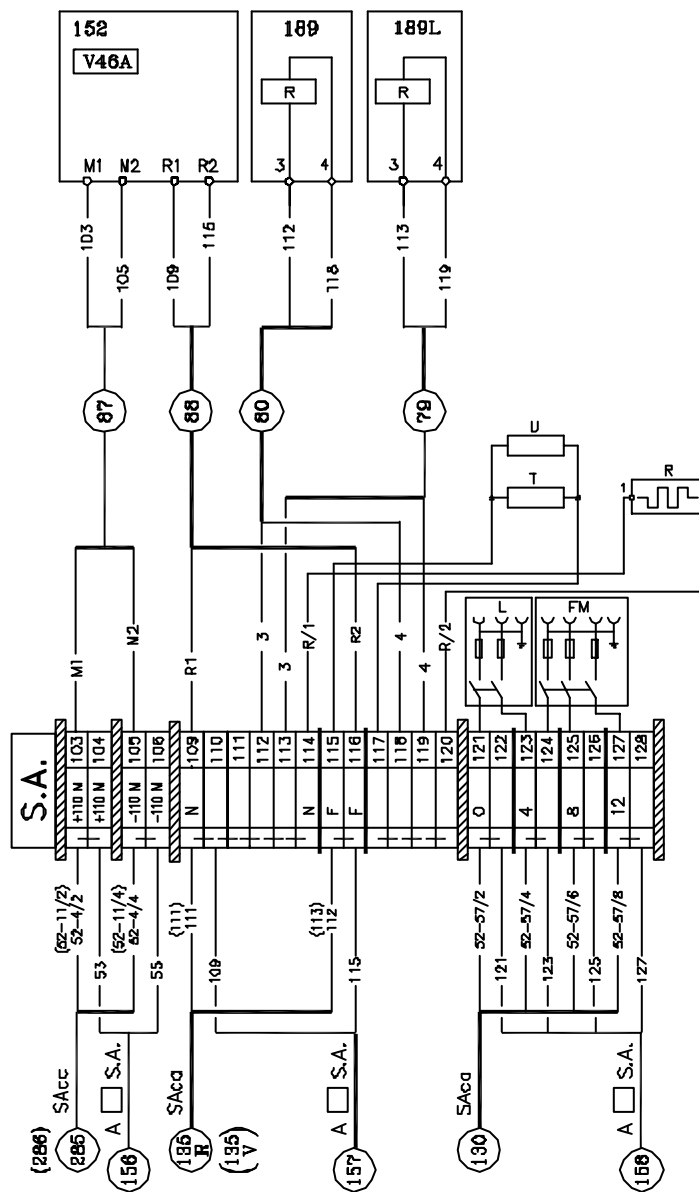 152
V46A
M1 N2 R1 R2
189
R
3 4
189L
R
3 4
103
105
109
115
112
118
113
119
87
88
80
79
U
T
R
1
M1
N2
R1
3
3
R/1
R2
4
4
R/2
L
FM
S.A.
103
104
105
106
109
110
111
112
113
114
115
116
117
118
119
120
121
122
123
124
125
126
127
128
+110 N
+110 N
-110 N
-110 N
N
N
F
F
0
4
8
12
(52-11/2)
52-4/2
53
(52-11/4)
52-4/4
55
(111)
111
109
(113)
112
115
52-57/2
121
52-57/4
123
52-57/6
125
52-57/8
127
SAcc
A S.A.
SAca
A S.A.
SAca
A S.A.
(286)
285
156
135
R
(135
V)
157
130
158